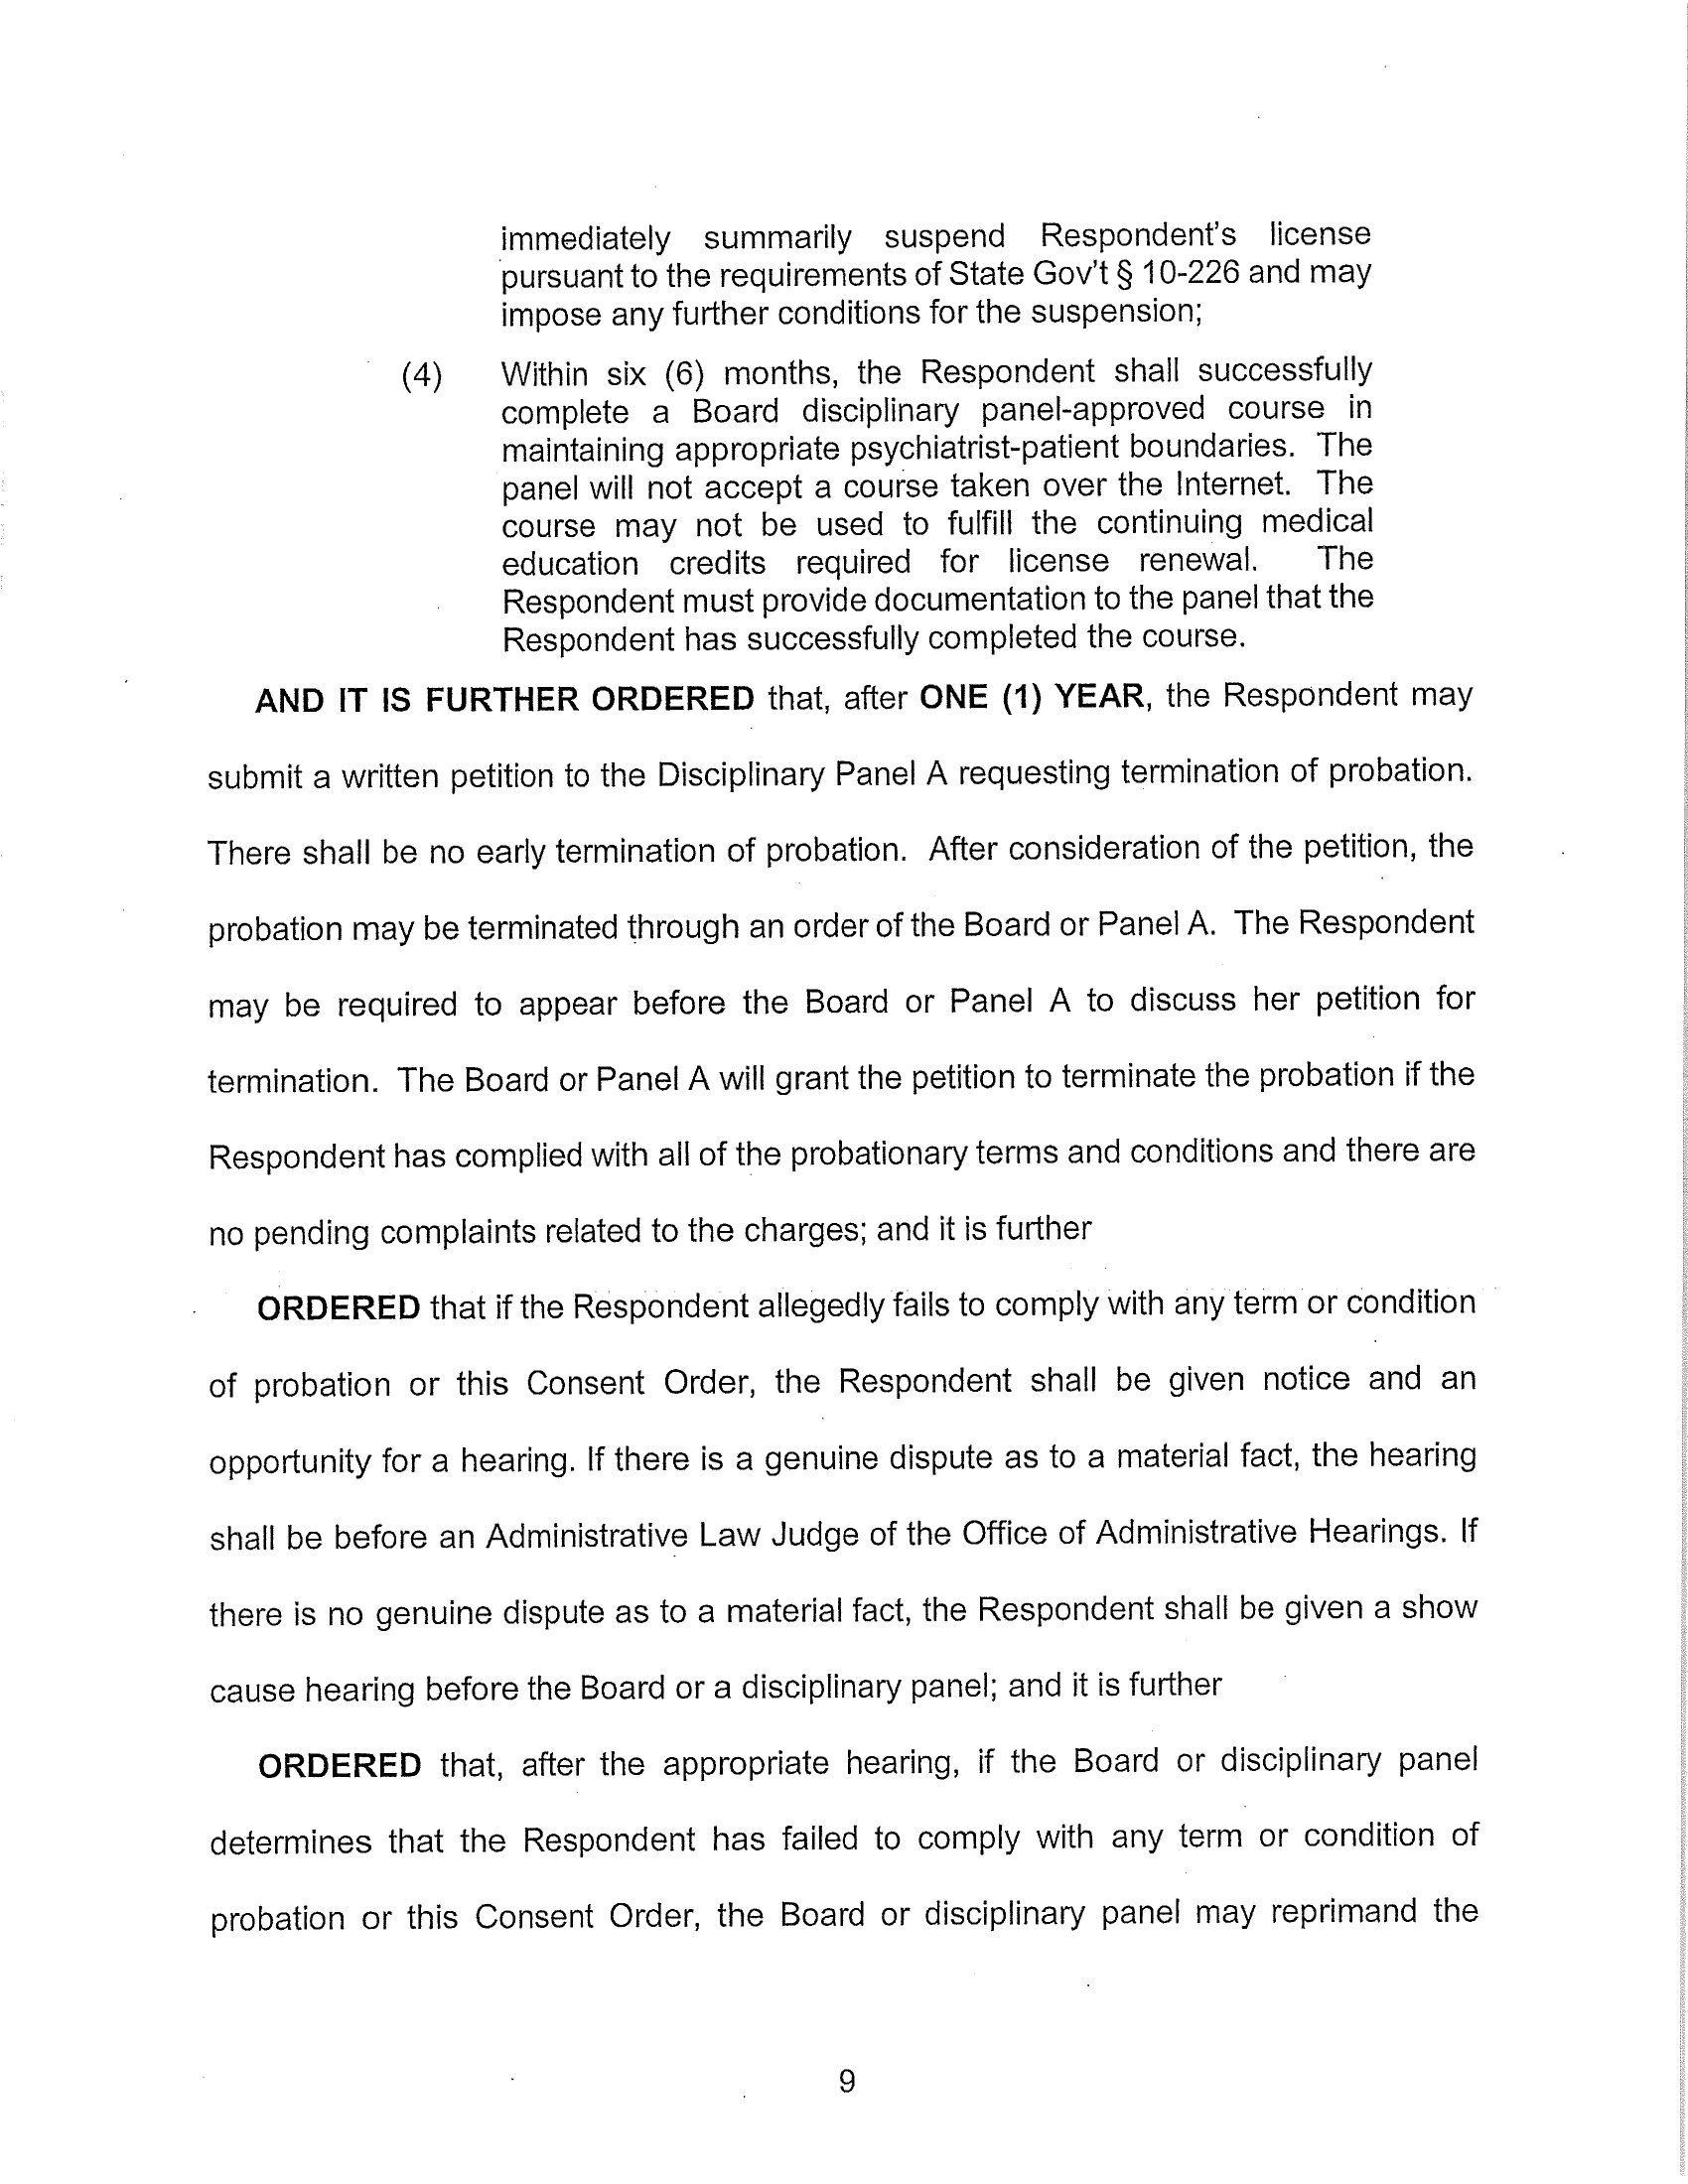 immediately summarily suspend Respondent's license
pursuant to the requirements of State Gov't § 10-226 and may
impose any further conditions for the suspension;
(4) Within six (6) months, the Respondent shall successfully
complete a Board disciplinary panel-approved course in
maintaining appropriate psychiatrist-patient boundaries. The
panel will not accept a course taken over the Internet. The
course may not be used to fulfill the continuing medical
education credits required for license renewal. The
Respondent must provide documentation to the panel that the
Respondent has successfully completed the course.
AND IT IS FURTHER ORDERED that, after ONE (1) YEAR, the Respondent may
submit a written petition to the Disciplinary Panel A requesting termination of probation.
There shall be no early termination of probation. After consideration of the petition, the
probation may be terminated through an order of the Board or Panel A. The Respondent
may be required to appear before the Board or Panel A to discuss her petition for
termination. The Board or Panel A will grant the petition to terminate the probation if the
Respondent has complied with all of the probationary terms and conditions and there are
no pending complaints related to the charges; and it is further
ORDERED that if the Respondent allegedly fails to comply with any term or condition
of probation or this Consent Order, the Respondent shall be given notice and an
opportunity for a hearing. If there is a genuine dispute as to a material fact, the hearing
shall be before an Administrative Law Judge of the Office of Administrative Hearings. If
there is no genuine dispute as to a material fact, the Respondent shall be given a show
cause hearing before the Board or a disciplinary panel; and it is further
ORDERED that, after the appropriate hearing, if the Board or disciplinary panel
determines that the Respondent has failed to comply with any term or condition of
probation or this Consent Order, the Board or disciplinary panel may reprimand the
9